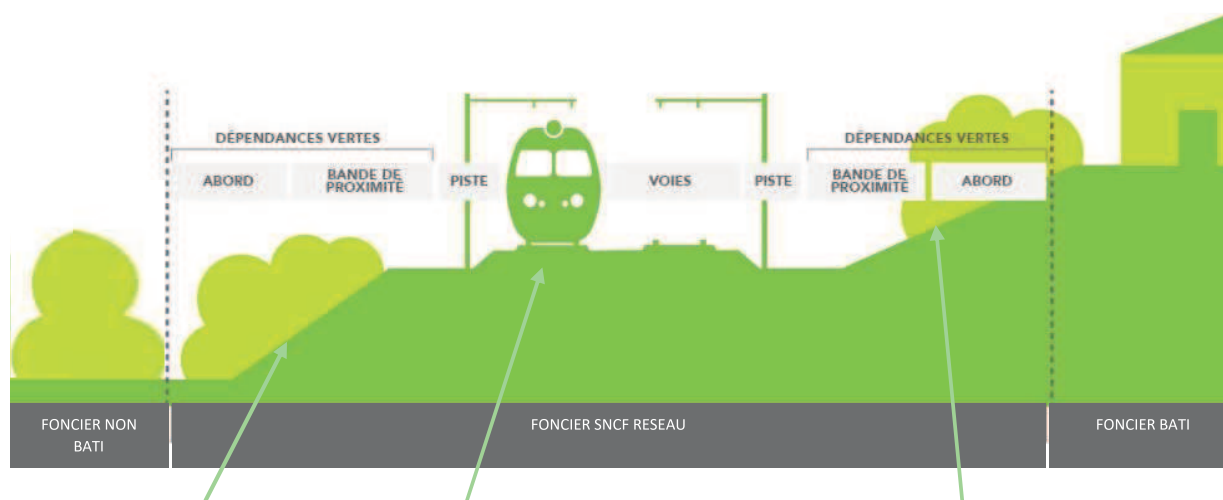 DÉPENDANCES VERTES
ABORD
BANDE DE
PROXIMITÉ
PISTE
VOIES
PISTE
DÉPENDANCES VERTES
BANDE DE
PROXIMITÉ
ABORD
FONCIER NON
BATI
FONCIER SNCF RESEAU
FONCIER BATI